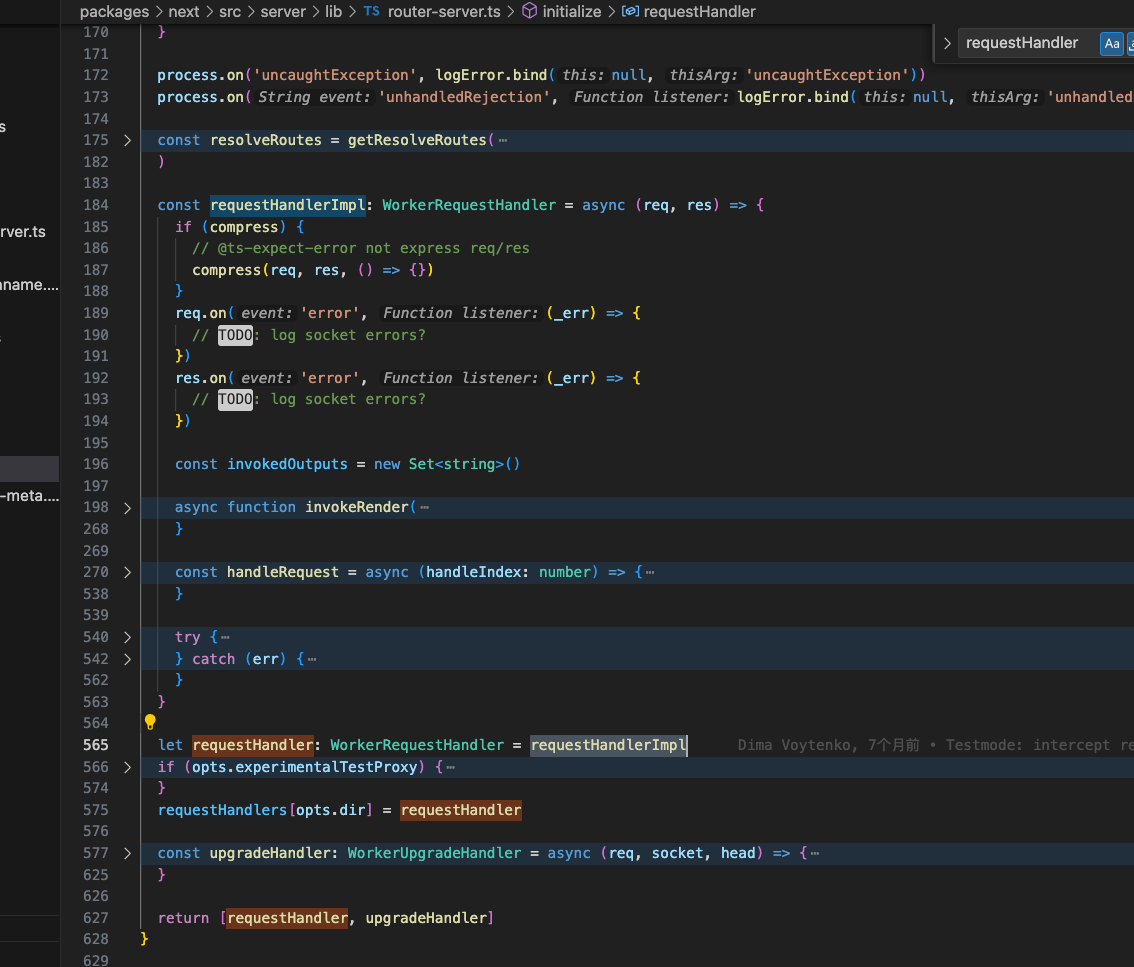 packages > next > src > server > lib > TS router-server.ts > initialize > requestHandler
requestHandler
Aa
170 }
171
172 process.on('uncaughtException', logError.bind(this: null, thisArg: 'uncaughtException'))
173 process.on(String event: 'unhandledRejection', Function listener: logError.bind(this: null, thisArg: 'unhandled
174
175 const resolveRoutes = getResolveRoutes(…
182 )
183
184 const requestHandlerImpl: WorkerRequestHandler = async (req, res) => {
185 if (compress) {
186 // @ts-expect-error not express req/res
187 compress(req, res, () => {})
188 }
189 req.on(event: 'error', Function listener: (_err) => {
190 // TODO: log socket errors?
191 })
192 res.on(event: 'error', Function listener: (_err) => {
193 // TODO: log socket errors?
194 })
195
196 const invokedOutputs = new Set<string>()
197
198 async function invokeRender(…
268 }
269
270 const handleRequest = async (handleIndex: number) => {…
538 }
539
540 try {…
542 } catch (err) {…
562 }
563 }
564
565 let requestHandler: WorkerRequestHandler = requestHandlerImpl Dima Voytenko, 7个月前 • Testmode: intercept re
566 if (opts.experimentalTestProxy) {…
574 }
575 requestHandlers[opts.dir] = requestHandler
576
577 const upgradeHandler: WorkerUpgradeHandler = async (req, socket, head) => {…
625 }
626
627 return [requestHandler, upgradeHandler]
628 }
629
s
rver.ts
name....
-meta....